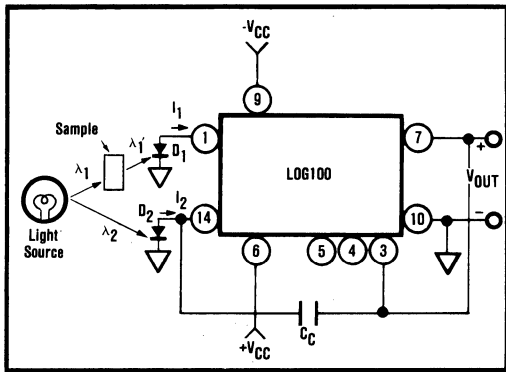 -VCC
9
Sample
I1
λ1
λ1'
D1
1
7
+
LOG100
VOUT
I2
D2
14
10
-
λ2
Light
Source
6
5
4
3
+VCC
CC